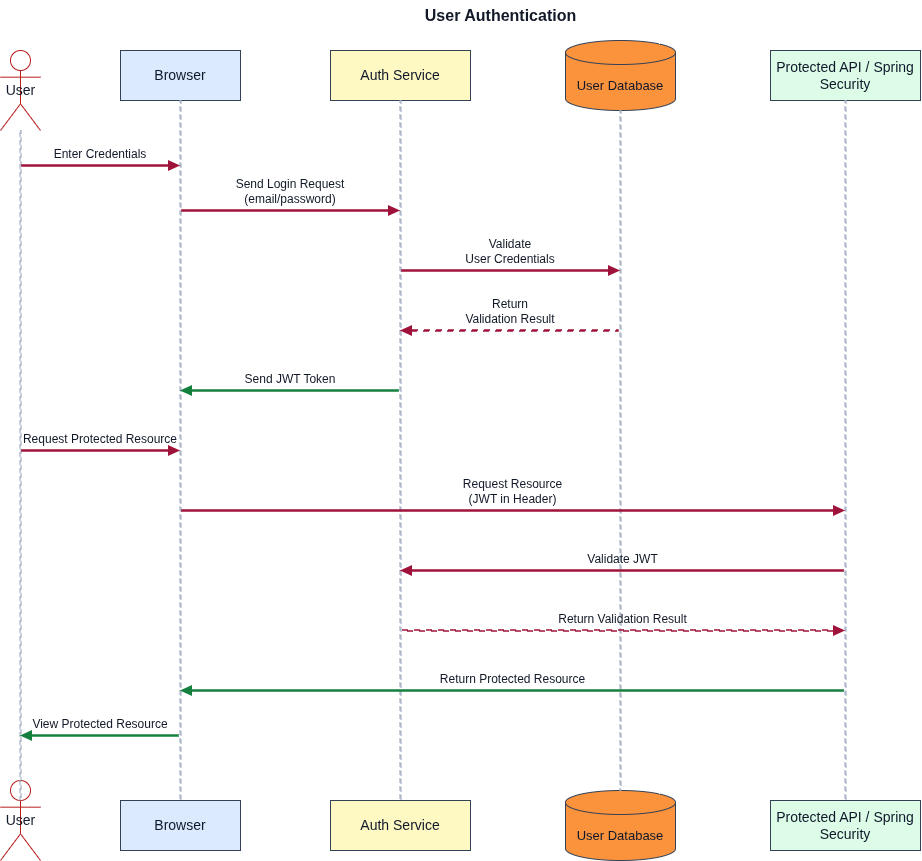 User Authentication
User
Browser
Auth Service
User Database
Protected API / Spring
Security
Enter Credentials
Send Login Request
(email/password)
Validate
User Credentials
Return
Validation Result
Send JWT Token
Request Protected Resource
Request Resource
(JWT in Header)
Validate JWT
Return Validation Result
Return Protected Resource
View Protected Resource
User
Browser
Auth Service
User Database
Protected API / Spring
Security